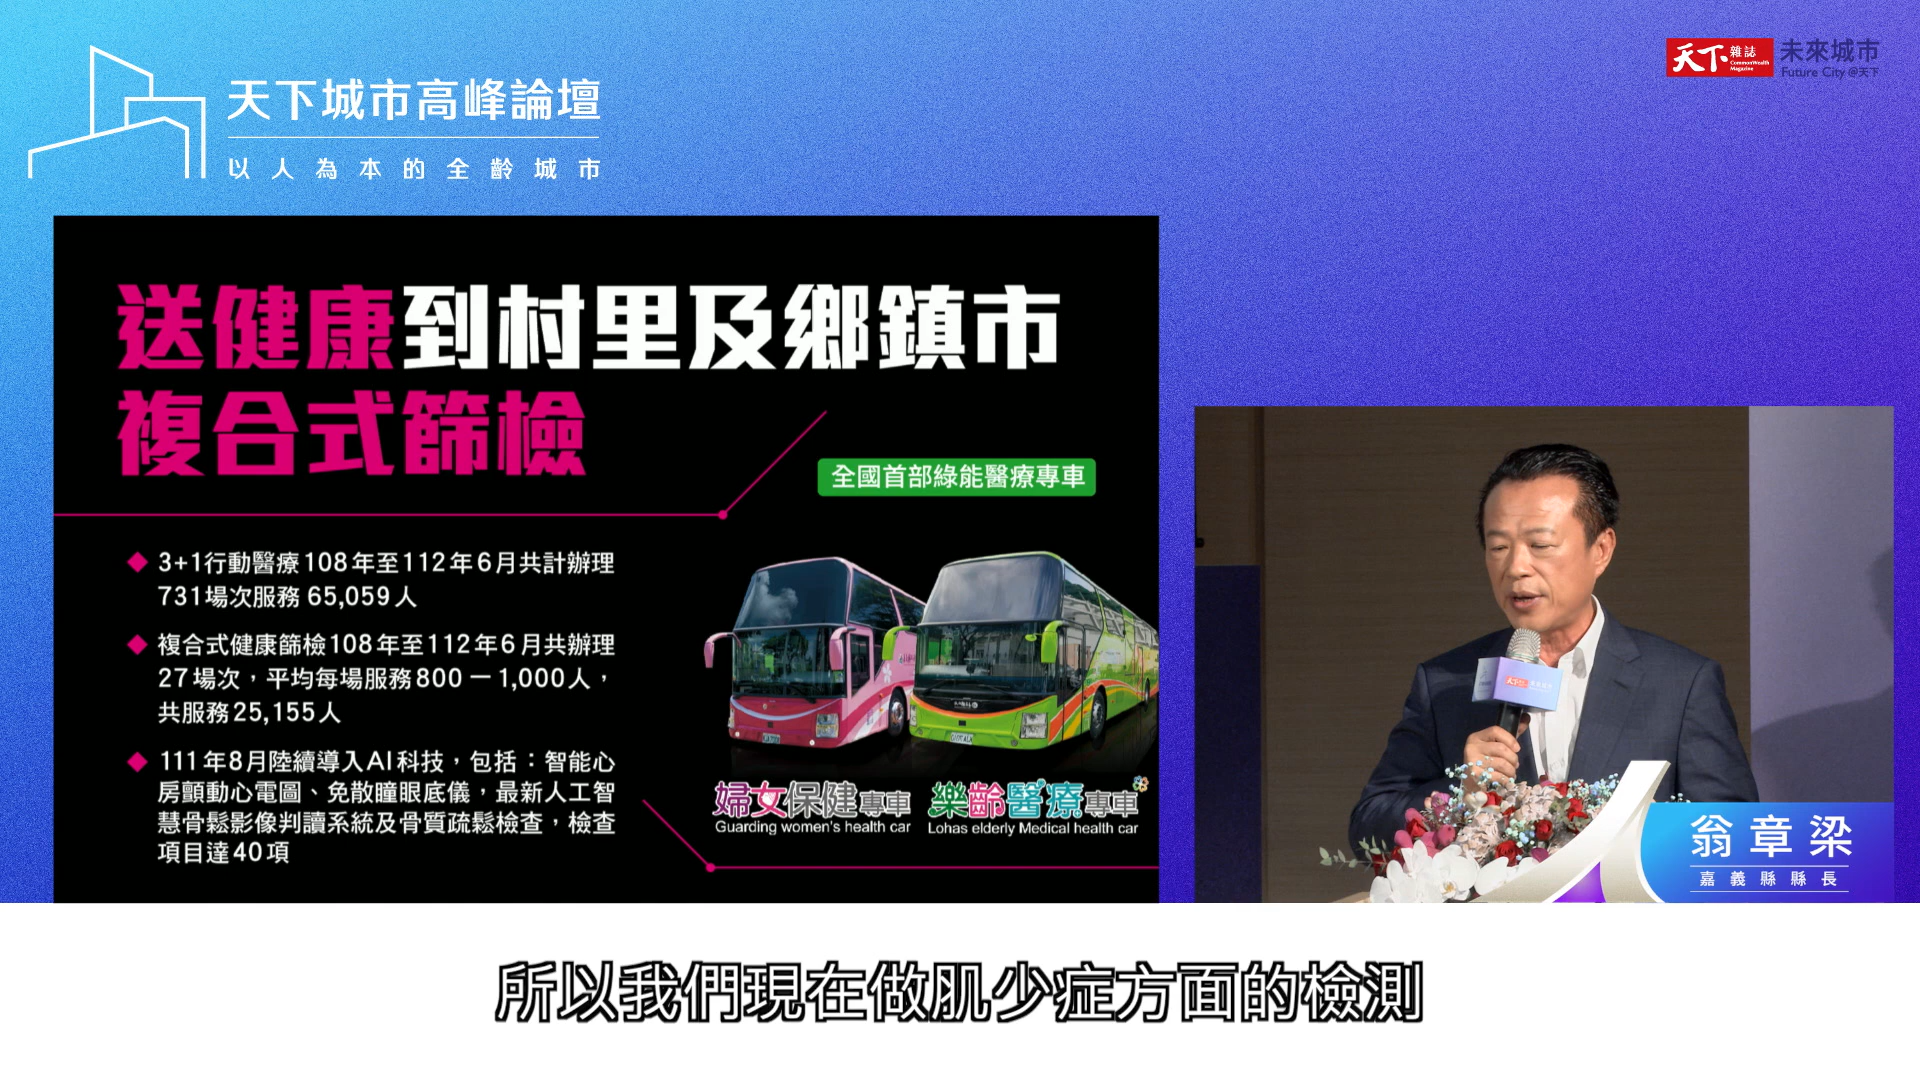 天下城市高峰論壇
以人為本的全齡城市
天下雜誌
CommonWealth
Magazine
未來城市
Future City@天下
送健康到村里及鄉鎮市
複合式篩檢
全國首部綠能醫療專車
3+1行動醫療108年至112年6月共計辦理
731場次服務 65,059人
複合式健康篩檢108年至112年6月共辦理
27場次，平均每場服務800 － 1,000人，
共服務25,155人
111年8月陸續導入AI科技，包括：智能心
房顫動心電圖、免散瞳眼底儀，最新人工智
慧骨鬆影像判讀系統及骨質疏鬆檢查，檢查
項目達40項
婦女保健專車
Guarding women's health car
樂齡醫療專車
Lohas elderly Medical health car
翁章梁
嘉義縣縣長
所以我們現在做肌少症方面的檢測